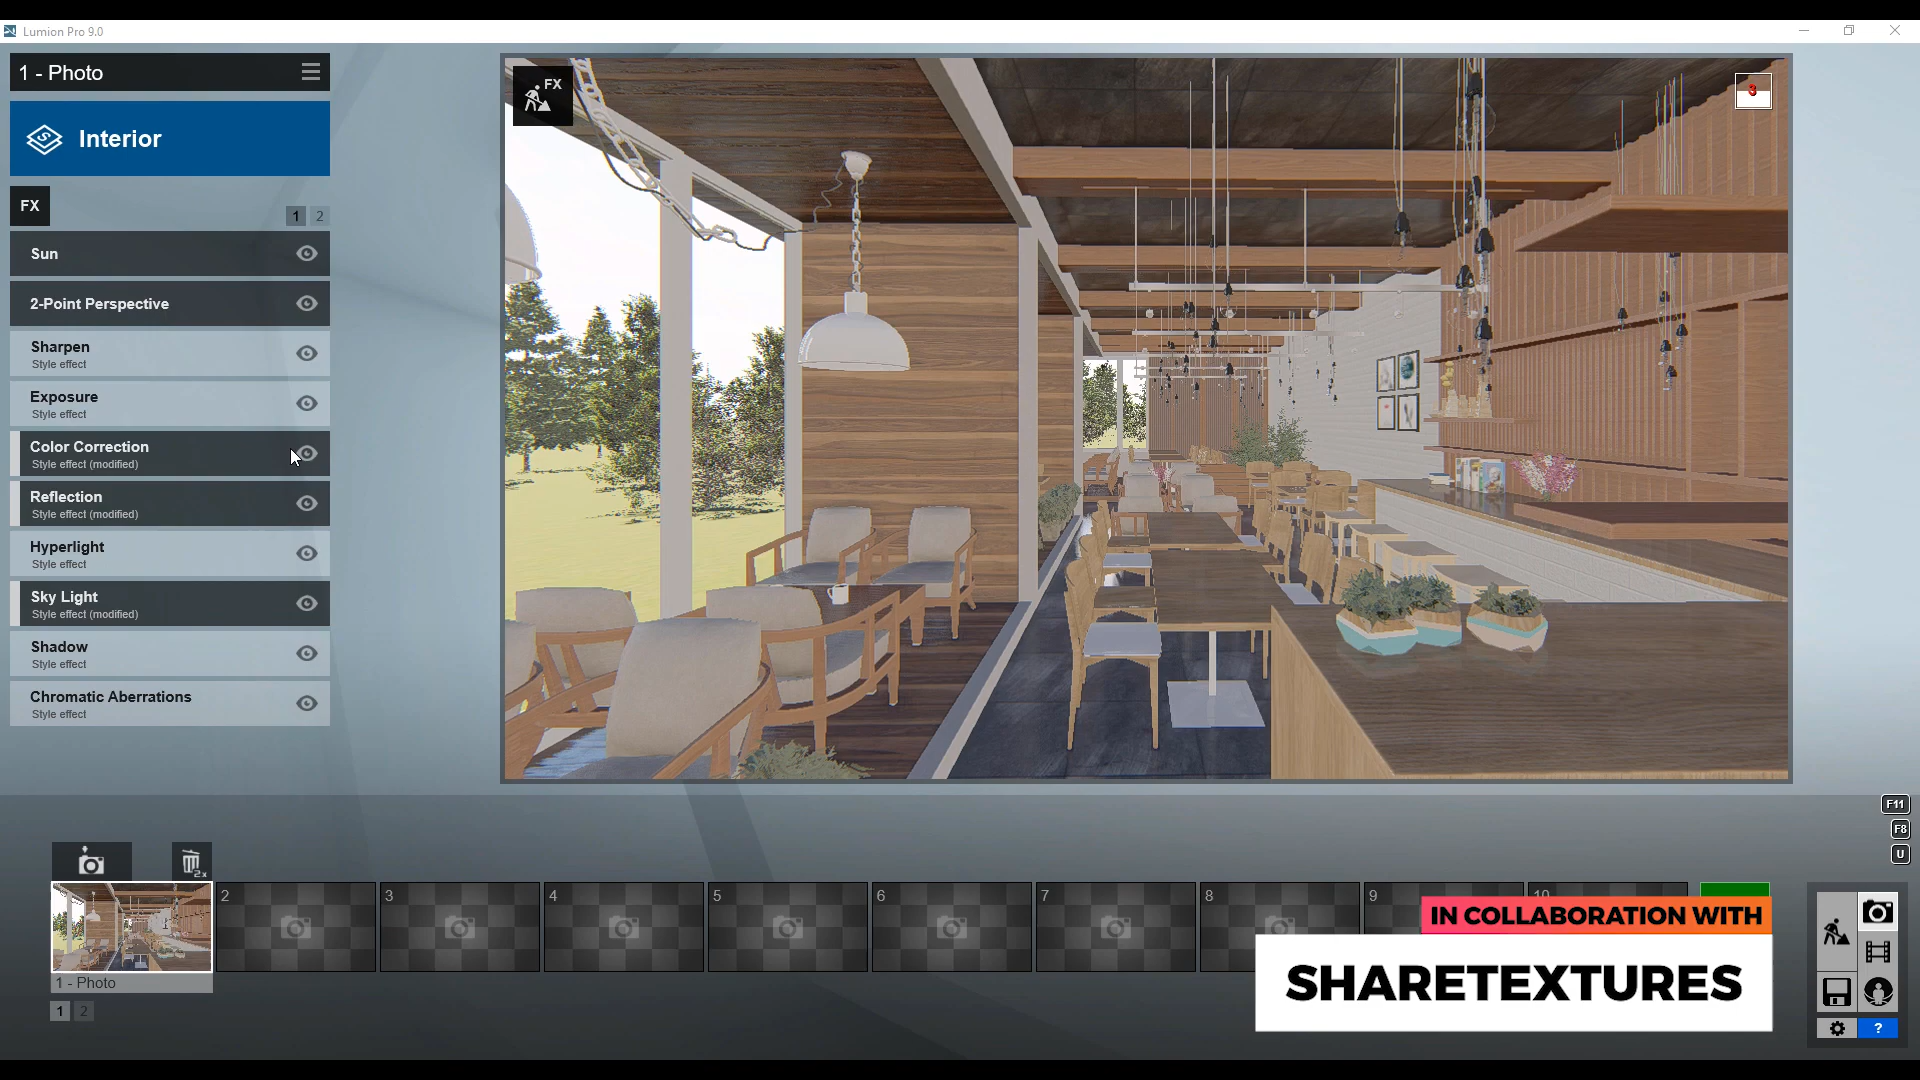 Lumion Pro 9.0
1 - Photo
Interior
FX
1 2
Sun
2-Point Perspective
Sharpen
Style effect
Exposure
Style effect
Color Correction
Style effect (modified)
Reflection
Style effect (modified)
Hyperlight
Style effect
Sky Light
Style effect (modified)
Shadow
Style effect
Chromatic Aberrations
Style effect
FX
3
F11
F8
U
2x
2
3
4
5
6
7
8
9
10
1 - Photo
1 2
IN COLLABORATION WITH
SHARETEXTURES
?